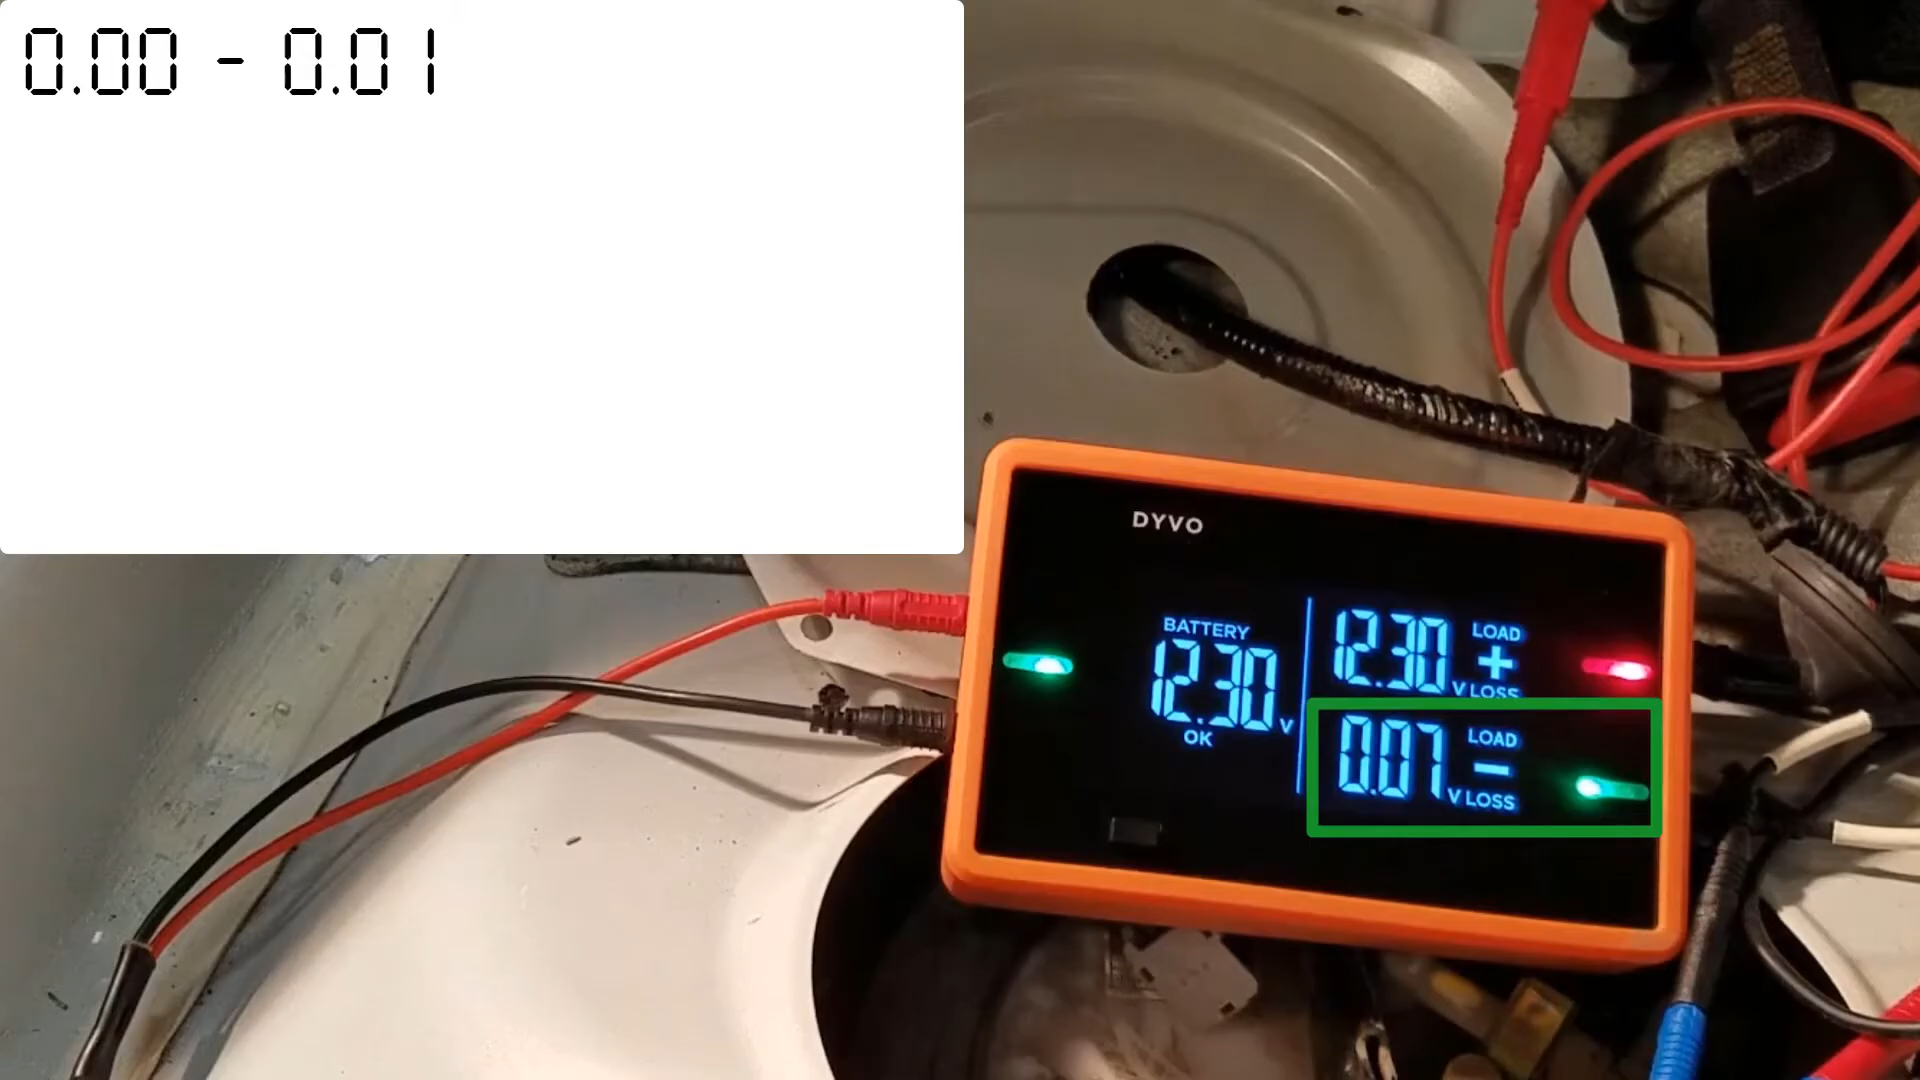 0.00 - 0.01
DYVO
BATTERY
12.30 V
OK
12.30 LOAD
+
V LOSS
0.07 LOAD
−
V LOSS